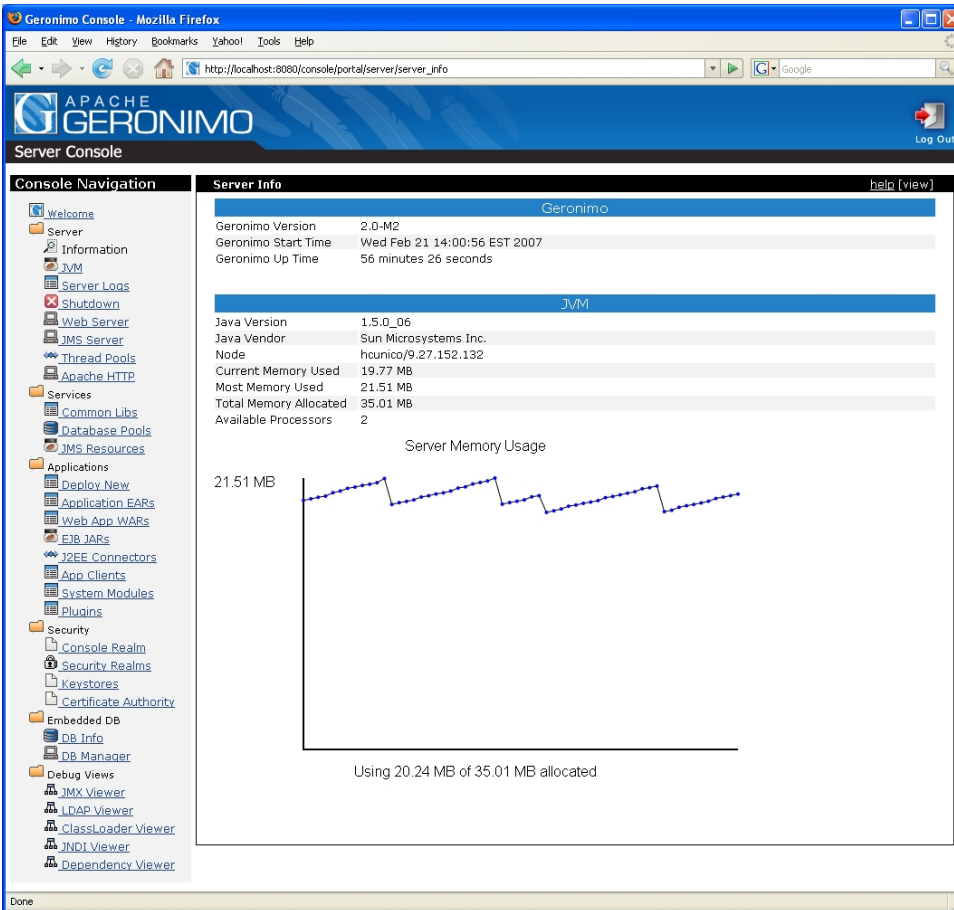 Geronimo Console - Mozilla Firefox
File Edit View History Bookmarks Yahoo! Tools Help
http://localhost:8080/console/portal/server/server_info
G Google
APACHE
GERONIMO
Server Console
Log Out
Console Navigation
Welcome
Server
Information
JVM
Server Logs
Shutdown
Web Server
JMS Server
Thread Pools
Apache HTTP
Services
Common Libs
Database Pools
JMS Resources
Applications
Deploy New
Application EARs
Web App WARs
EJB JARs
J2EE Connectors
App Clients
System Modules
Plugins
Security
Console Realm
Security Realms
Keystores
Certificate Authority
Embedded DB
DB Info
DB Manager
Debug Views
JMX Viewer
LDAP Viewer
ClassLoader Viewer
JNDI Viewer
Dependency Viewer
Server Info help [view]
Geronimo
Geronimo Version 2.0-M2
Geronimo Start Time Wed Feb 21 14:00:56 EST 2007
Geronimo Up Time 56 minutes 26 seconds
JVM
Java Version 1.5.0_06
Java Vendor Sun Microsystems Inc.
Node hcunico/9.27.152.132
Current Memory Used 19.77 MB
Most Memory Used 21.51 MB
Total Memory Allocated 35.01 MB
Available Processors 2
Server Memory Usage
21.51 MB
Using 20.24 MB of 35.01 MB allocated
Done